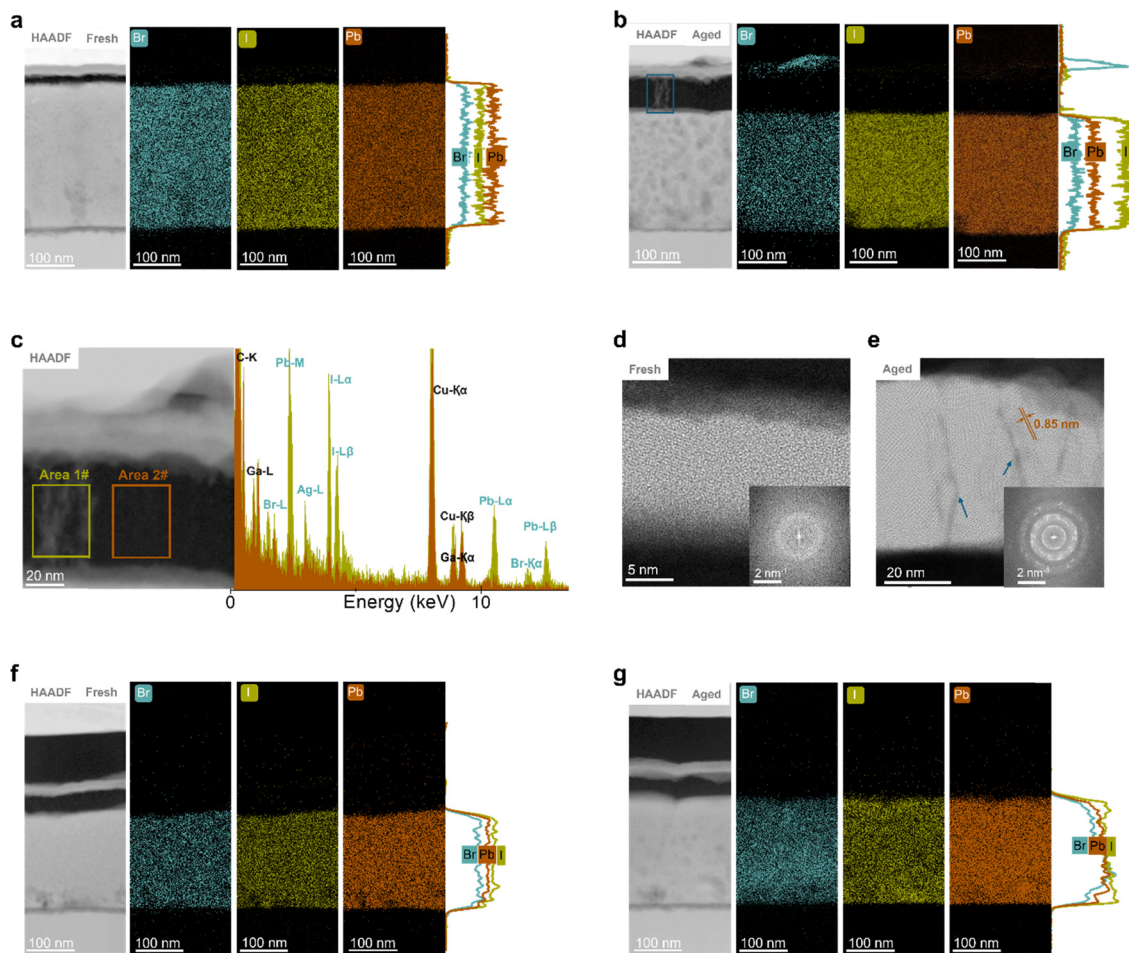 a
HAADF Fresh Br I Pb
Br I Pb
100 nm 100 nm 100 nm 100 nm
b
HAADF Aged Br I Pb
Br Pb I
100 nm 100 nm 100 nm 100 nm
c
HAADF
Area 1# Area 2#
20 nm
C-K
Pb-M
I-Lα
Cu-Kα
I-Lβ
Ga-L
Br-L
Ag-L
Cu-Kβ
Ga-Kα
Pb-Lα
Pb-Lβ
Br-Kα
0 10
Energy (keV)
d
Fresh
5 nm
2 nm⁻¹
e
Aged
0.85 nm
20 nm
f
HAADF Fresh Br I Pb
Br Pb I
100 nm 100 nm 100 nm 100 nm
g
HAADF Aged Br I Pb
Br Pb I
100 nm 100 nm 100 nm 100 nm